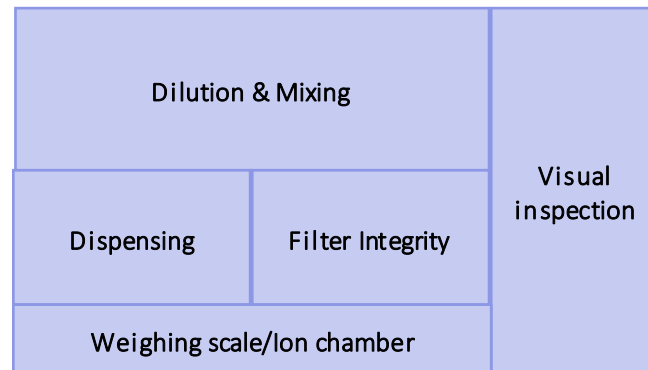 Dilution & Mixing
Visual
inspection
Dispensing
Filter Integrity
Weighing scale/Ion chamber